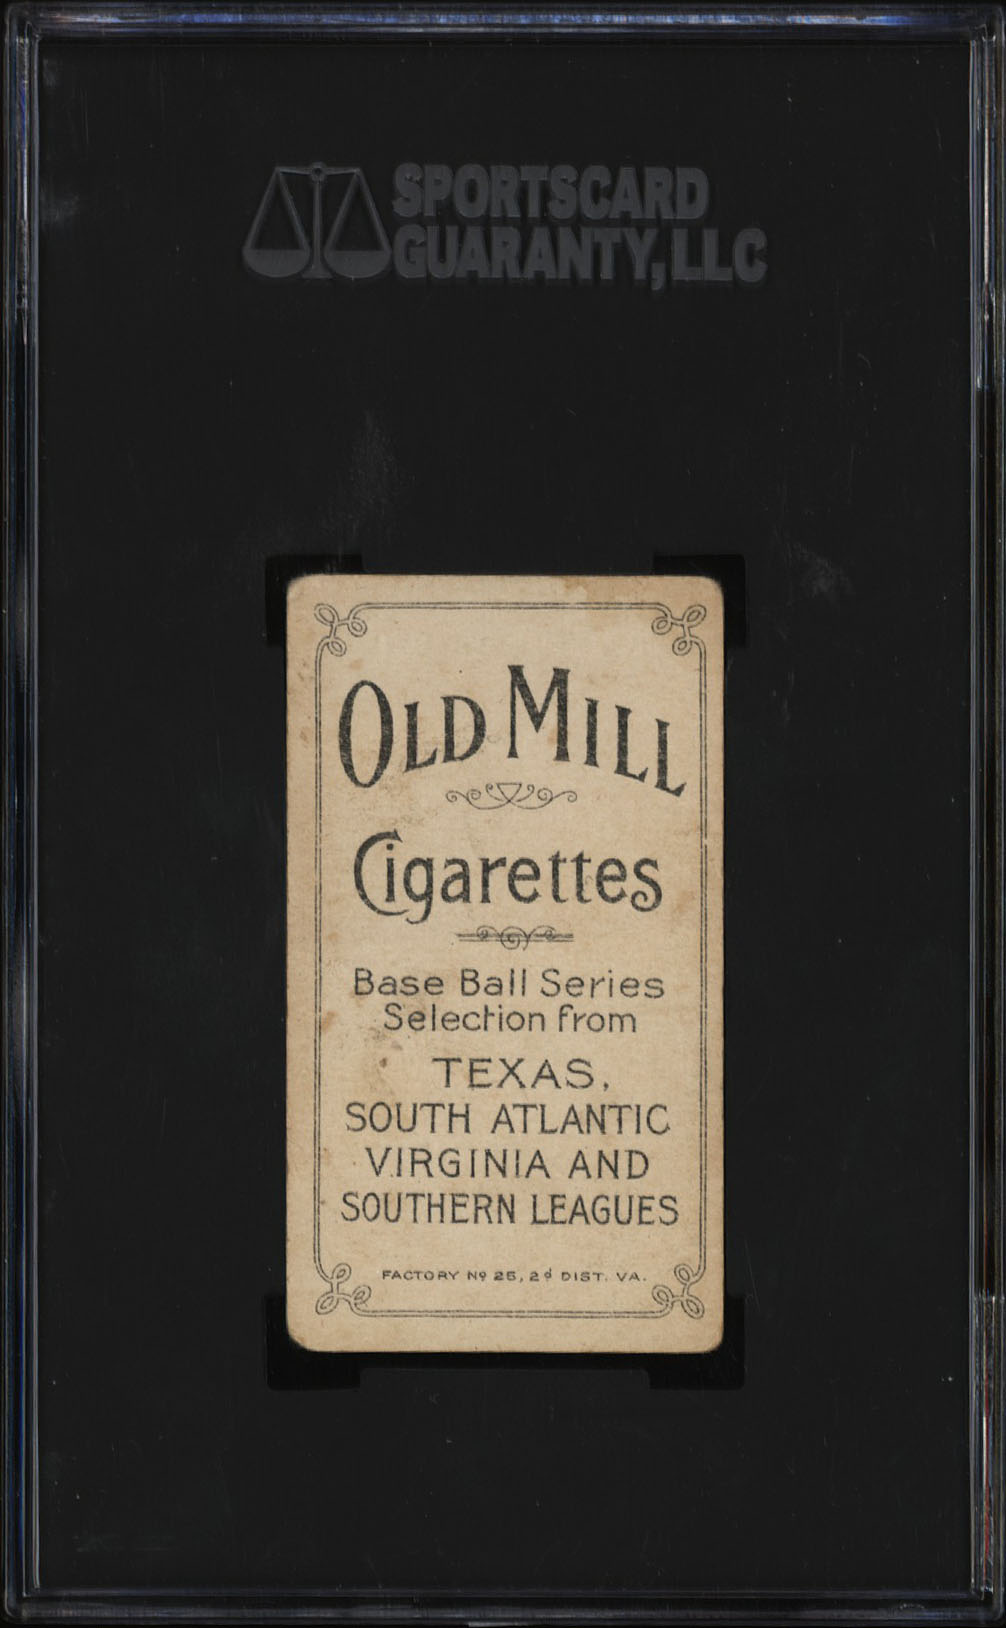 SPORTSCARD
GUARANTY, LLC
OLD MILL
Cigarettes
Base Ball Series
Selection from
TEXAS,
SOUTH ATLANTIC
VIRGINIA AND
SOUTHERN LEAGUES
FACTORY Nº 25, 2d DIST. VA.